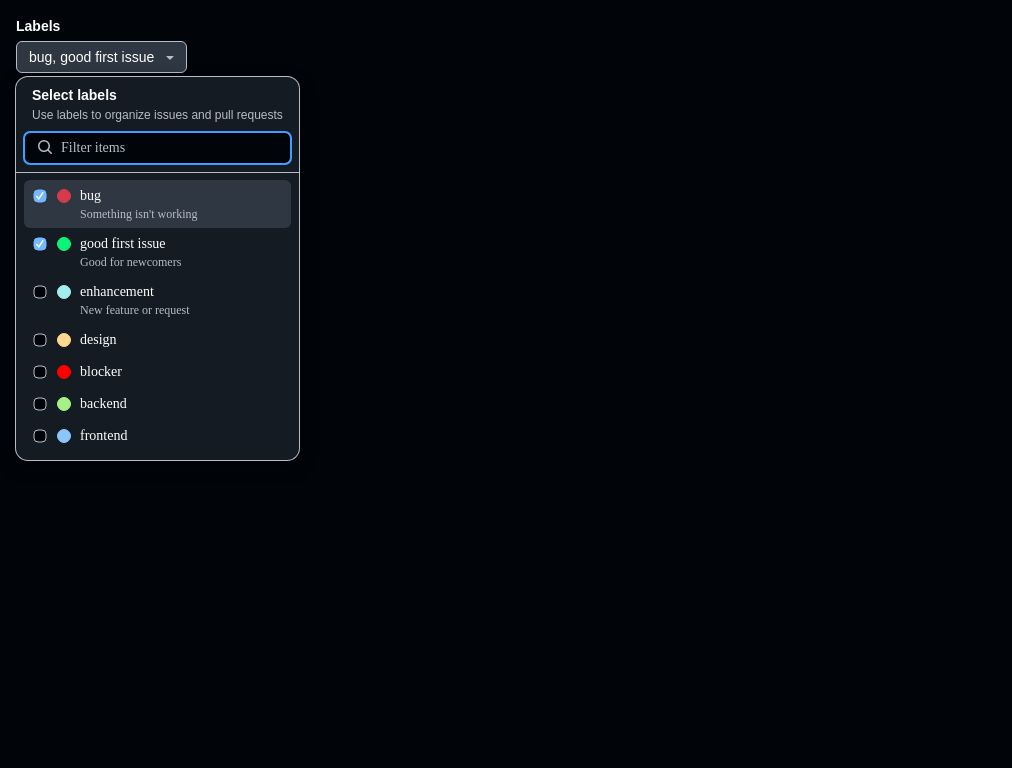 Labels
bug, good first issue
Select labels
Use labels to organize issues and pull requests
Filter items
bug
Something isn't working
good first issue
Good for newcomers
enhancement
New feature or request
design
blocker
backend
frontend